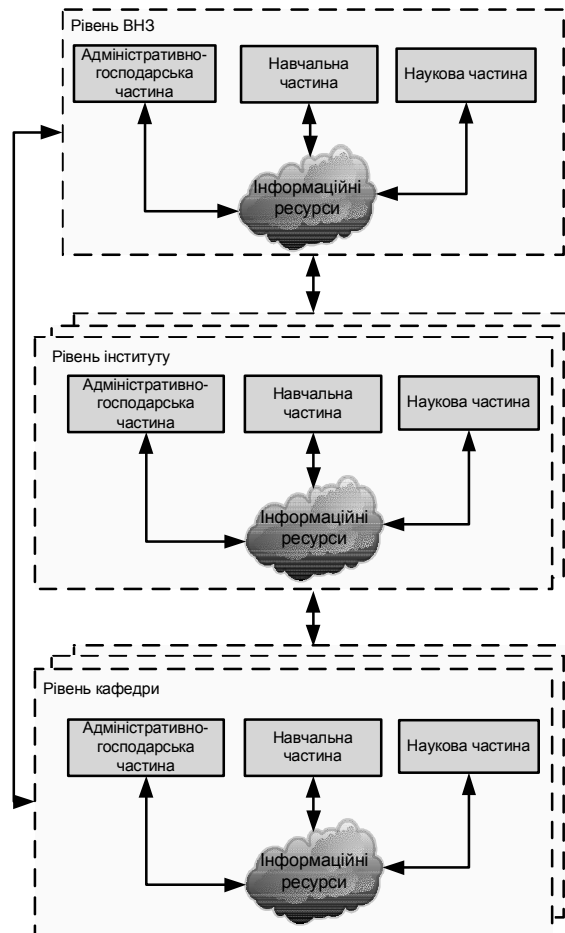 Рівень ВНЗ
Адміністративно-
господарська
частина
Навчальна
частина
Наукова частина
Інформаційні
ресурси
Рівень інституту
Адміністративно-
господарська
частина
Навчальна
частина
Наукова частина
Інформаційні
ресурси
Рівень кафедри
Адміністративно-
господарська
частина
Навчальна
частина
Наукова частина
Інформаційні
ресурси